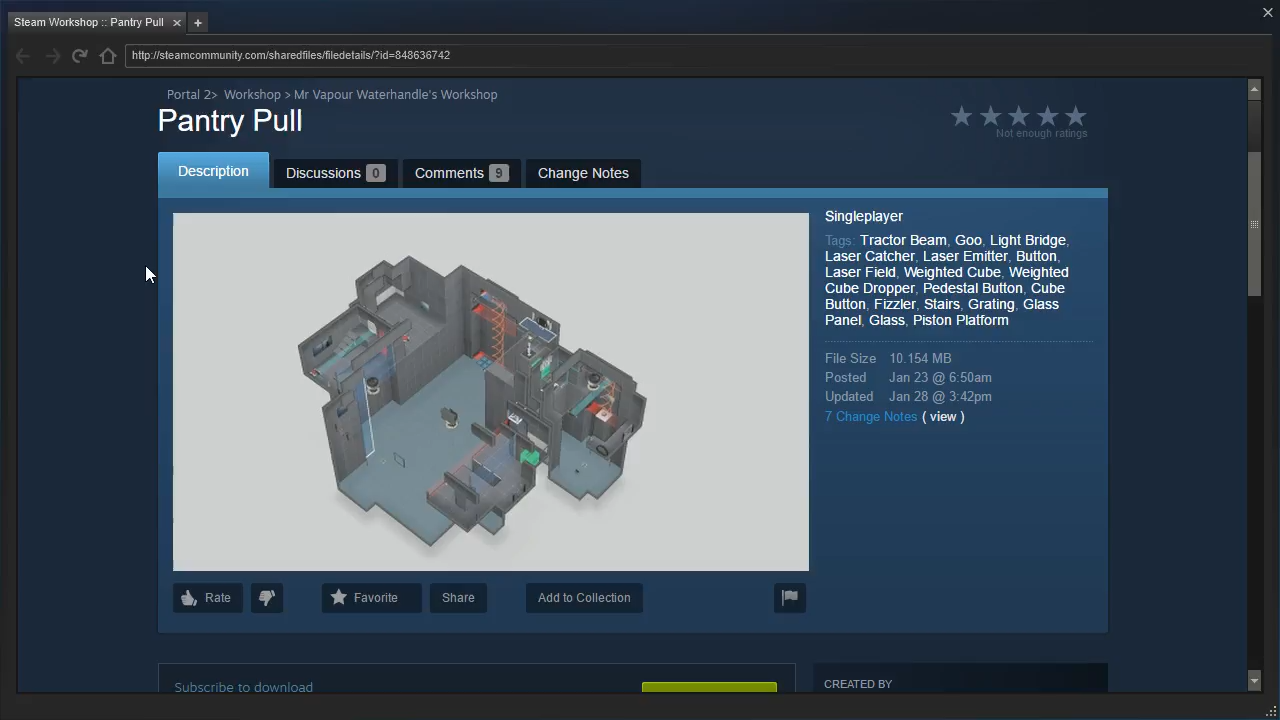 Steam Workshop :: Pantry Pull
http://steamcommunity.com/sharedfiles/filedetails/?id=848636742
Portal 2> Workshop > Mr Vapour Waterhandle's Workshop
Pantry Pull
Not enough ratings
Description Discussions 0 Comments 9 Change Notes
Singleplayer
Tags: Tractor Beam, Goo, Light Bridge,
Laser Catcher, Laser Emitter, Button,
Laser Field, Weighted Cube, Weighted
Cube Dropper, Pedestal Button, Cube
Button, Fizzler, Stairs, Grating, Glass
Panel, Glass, Piston Platform
File Size 10.154 MB
Posted Jan 23 @ 6:50am
Updated Jan 28 @ 3:42pm
7 Change Notes ( view )
Rate Favorite Share Add to Collection
Subscribe to download
CREATED BY